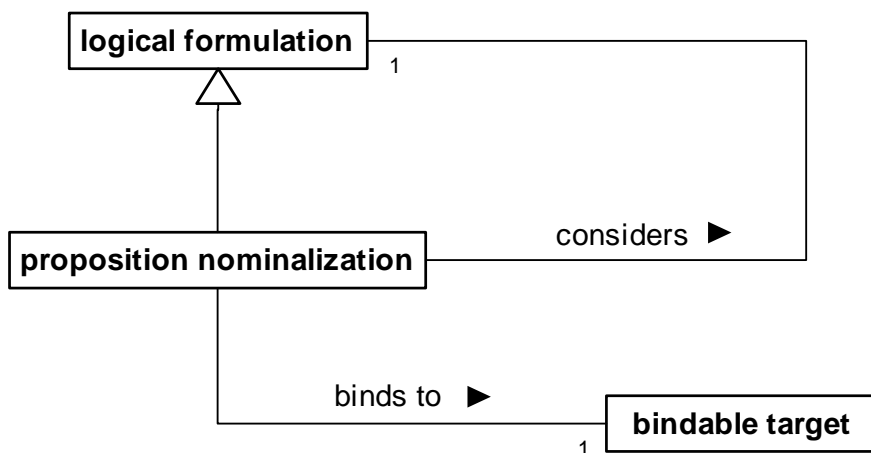 logical formulation
1
considers ►
proposition nominalization
binds to ►
bindable target
1